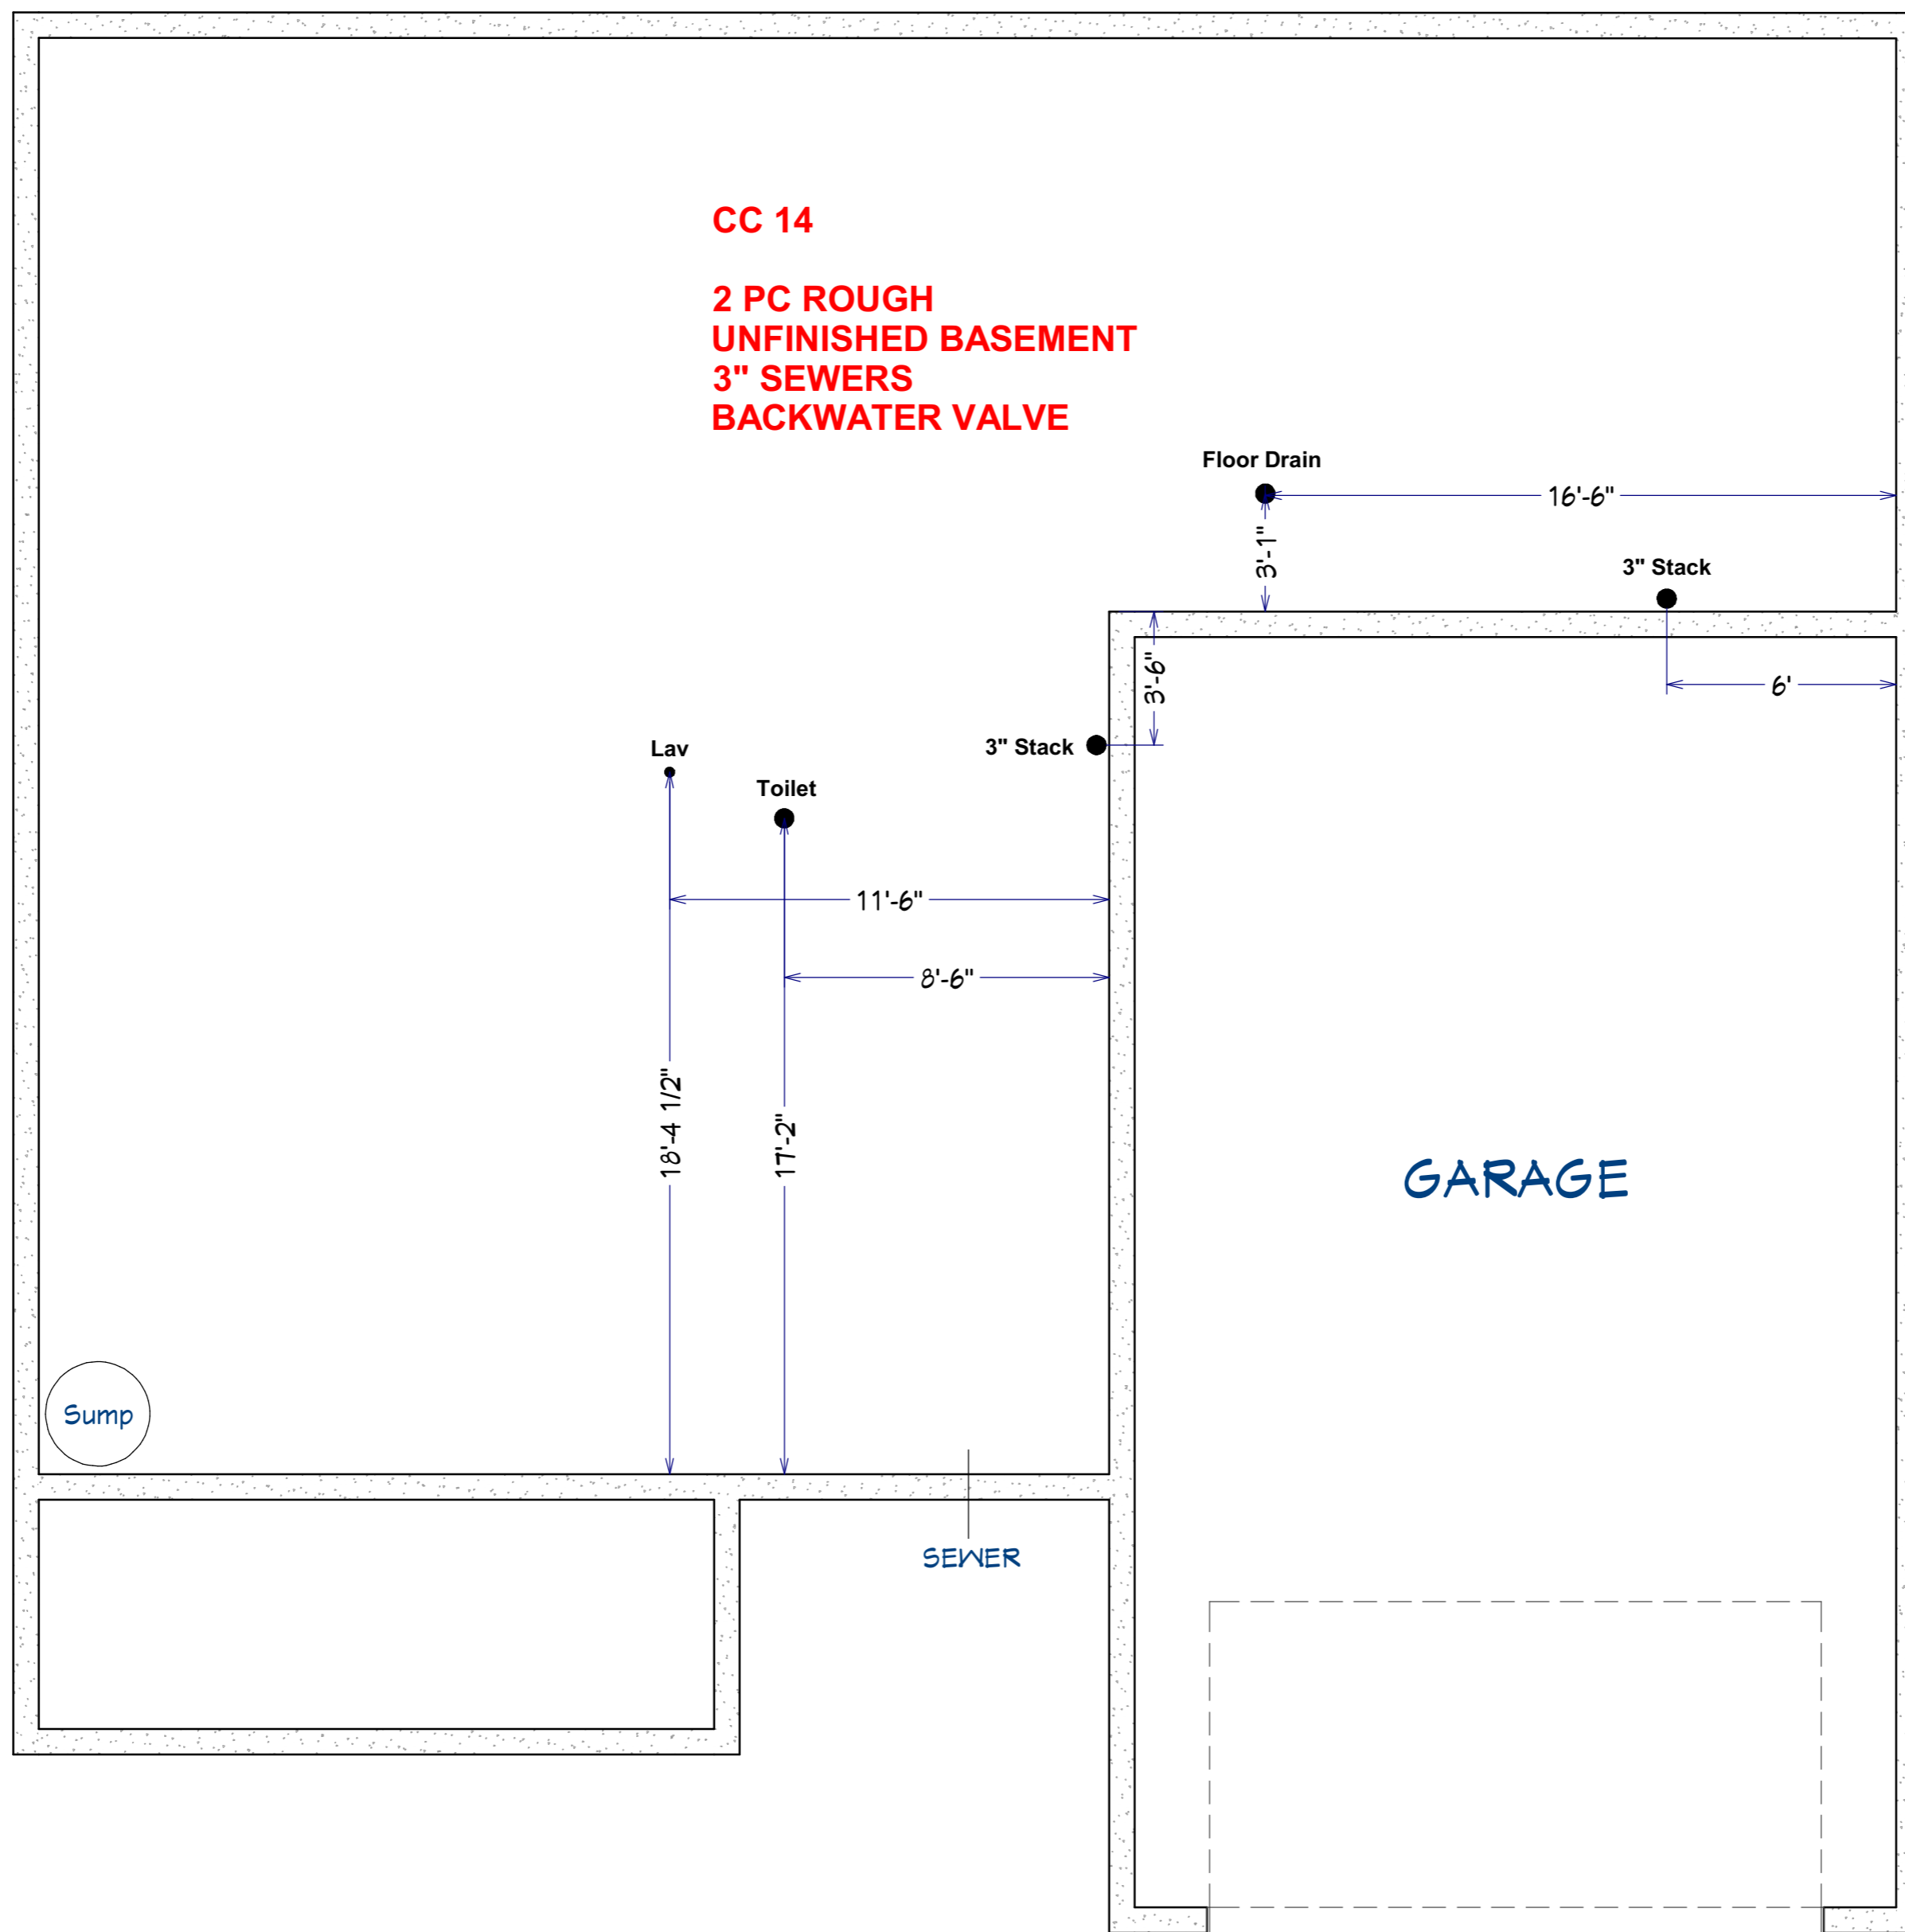 CC 14
2 PC ROUGH
UNFINISHED BASEMENT
3" SEWERS
BACKWATER VALVE
Floor Drain
16'-6"
3'-1"
3" Stack
3'-6"
6'
3" Stack
Lav
Toilet
11'-6"
8'-6"
18'-4 1/2"
17'-2"
GARAGE
Sump
SEWER